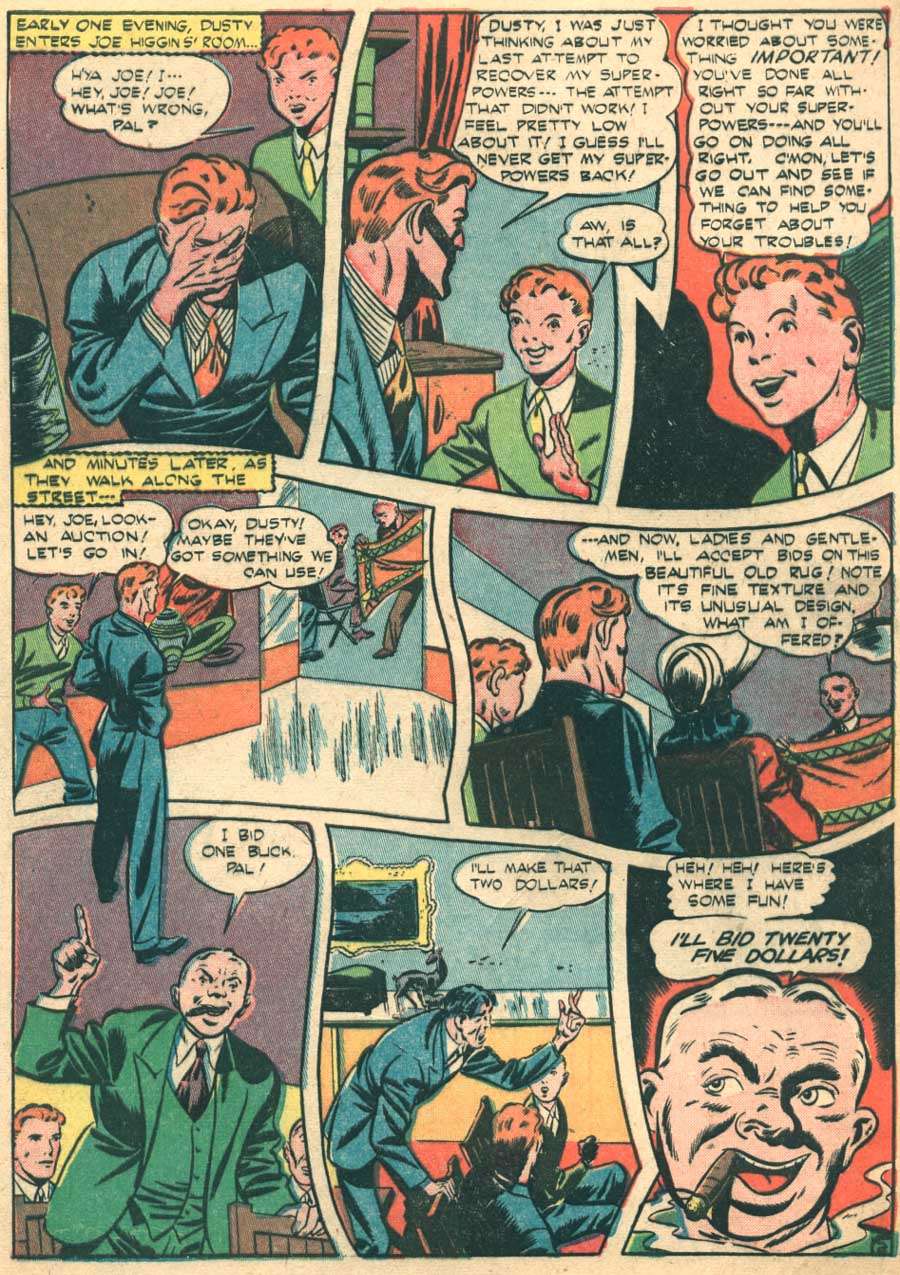 EARLY ONE EVENING, DUSTY
ENTERS JOE HIGGINS' ROOM...
H'YA JOE! I---
HEY, JOE! JOE!
WHAT'S WRONG,
PAL?
DUSTY, I WAS JUST
THINKING ABOUT MY
LAST ATTEMPT TO
RECOVER MY SUPER-
POWERS--- THE ATTEMPT
THAT DIDN'T WORK! I
FEEL PRETTY LOW
ABOUT IT! I GUESS I'LL
NEVER GET MY SUPER-
POWERS BACK!
AW, IS
THAT ALL?
I THOUGHT YOU WERE
WORRIED ABOUT SOME-
THING IMPORTANT!
YOU'VE DONE ALL
RIGHT SO FAR WITH-
OUT YOUR SUPER-
POWERS---AND YOU'LL
GO ON DOING ALL
RIGHT. C'MON, LET'S
GO OUT AND SEE IF
WE CAN FIND SOME-
THING TO HELP YOU
FORGET ABOUT
YOUR TROUBLES!
AND MINUTES LATER, AS
THEY WALK ALONG THE
STREET---
HEY, JOE, LOOK-
AN AUCTION!
LET'S GO IN!
OKAY, DUSTY!
MAYBE THEY'VE
GOT SOMETHING WE
CAN USE!
---AND NOW, LADIES AND GENTLE-
MEN, I'LL ACCEPT BIDS ON THIS
BEAUTIFUL OLD RUG! NOTE
IT'S FINE TEXTURE AND
ITS UNUSUAL DESIGN.
WHAT AM I OF-
FERED?
I BID
ONE BUCK,
PAL!
I'LL MAKE THAT
TWO DOLLARS!
HEH! HEH! HERE'S
WHERE I HAVE
SOME FUN!
I'LL BID TWENTY
FIVE DOLLARS!